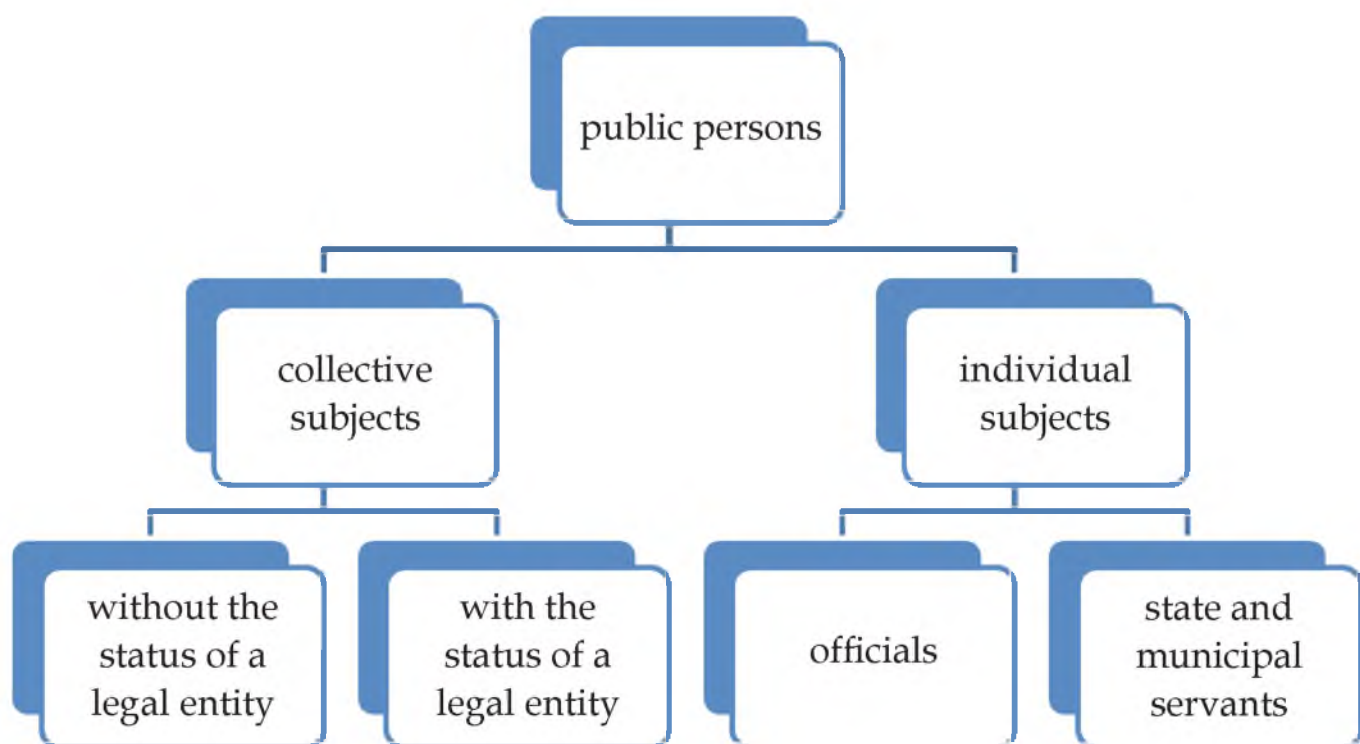 public persons
collective
subjects
individual
subjects
without the
status of a
legal entity
with the
status of a
legal entity
officials
state and
municipal
servants